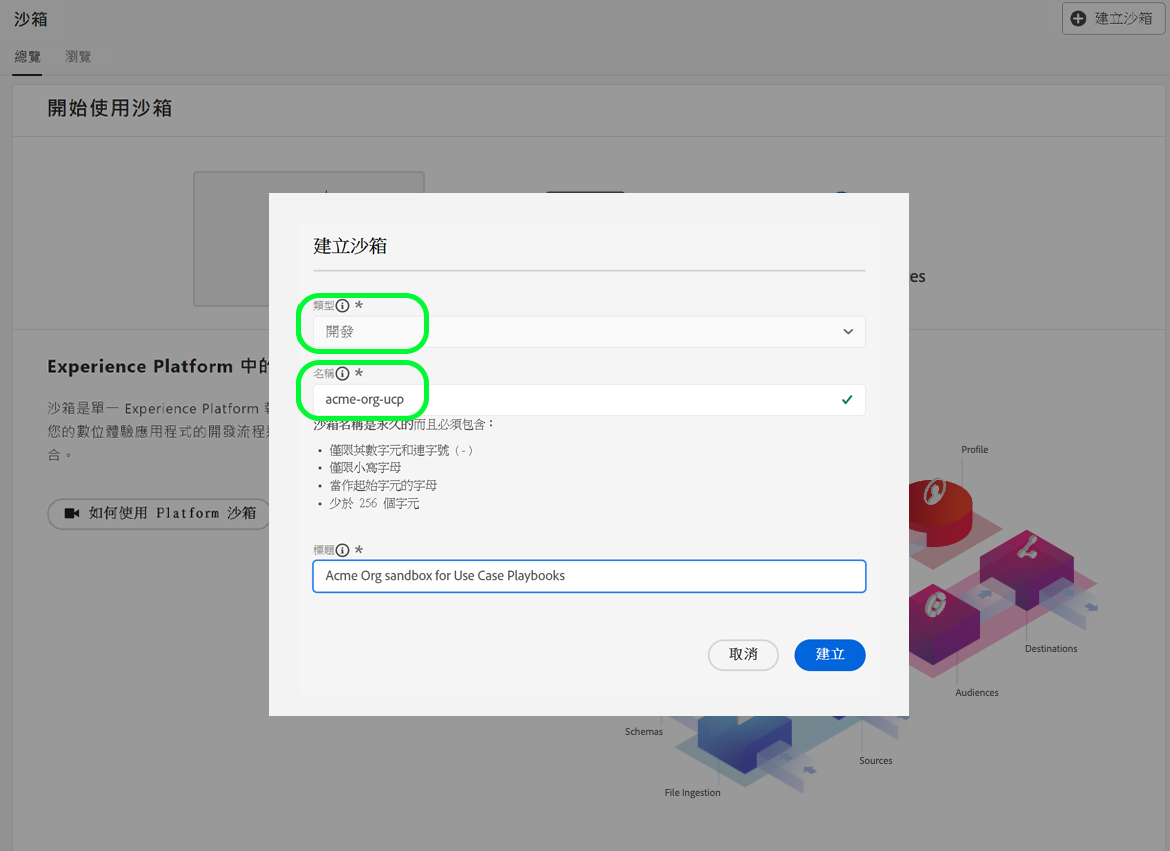 沙箱
建立沙箱
總覽 瀏覽
開始使用沙箱
es
建立沙箱
類型 *
開發
名稱 *
acme-org-ucp
沙箱名稱是永久的而且必須包含：
• 僅限英數字元和連字號 (-)
• 僅限小寫字母
• 當作起始字元的字母
• 少於 256 個字元
標題 *
Acme Org sandbox for Use Case Playbooks
取消 建立
Experience Platform 中的
沙箱是單一 Experience Platform
您的數位體驗應用程式的開發流程
合。
如何使用 Platform 沙箱
Profile
Destinations
Audiences
Schemas
Sources
File Ingestion